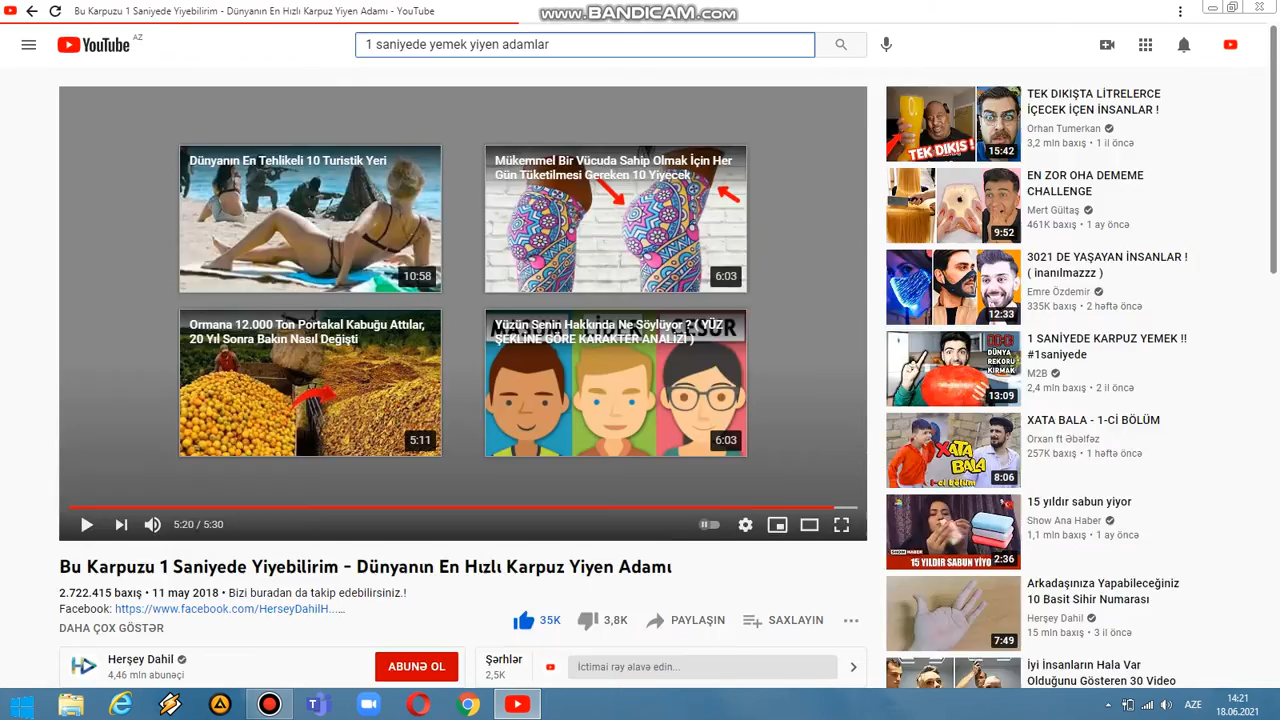 Bu Karpuzu 1 Saniyede Yiyebilirim - Dünyanın En Hızlı Karpuz Yiyen Adamı - YouTube
www.BANDICAM.com
YouTube AZ
1 saniyede yemek yiyen adamlar
Dünyanın En Tehlikeli 10 Turistik Yeri
10:58
Mükemmel Bir Vücuda Sahip Olmak İçin Her
Gün Tüketilmesi Gereken 10 Yiyecek
6:03
Ormana 12.000 Ton Portakal Kabuğu Attılar,
20 Yıl Sonra Bakın Nasıl Değişti
5:11
Yüzün Senin Hakkında Ne Söylüyor ? ( YÜZ
ŞEKLİNE GÖRE KARAKTER ANALİZİ )
6:03
5:20 / 5:30
Bu Karpuzu 1 Saniyede Yiyebilirim - Dünyanın En Hızlı Karpuz Yiyen Adamı
2.722.415 baxış • 11 may 2018 • Bizi buradan da takip edebilirsiniz.!
Facebook: https://www.facebook.com/HerseyDahilH...…
DAHA ÇOX GÖSTƏR
35K
3,8K
PAYLAŞIN
SAXLAYIN
Herşey Dahil
4,46 mln abunəçi
ABUNƏ OL
Şərhlər
2,5K
İctimai rəy əlavə edin...
TEK DIKIŞ !
15:42
TEK DIKIŞTA LİTRELERCE
İÇECEK İÇEN İNSANLAR !
Orhan Tumerkan
3,2 mln baxış • 1 il öncə
9:52
EN ZOR OHA DEMEME
CHALLENGE
Mert Gültaş
461K baxış • 1 ay öncə
12:33
3021 DE YAŞAYAN İNSANLAR !
( inanılmazzz )
Emre Özdemir
335K baxış • 2 həftə öncə
00:01
DÜNYA
REKORU
KIRMAK
13:09
1 SANİYEDE KARPUZ YEMEK !!
#1saniyede
M2B
2,4 mln baxış • 2 il öncə
XATA
BALA
1-ci Bölüm
8:06
XATA BALA - 1-Cİ BÖLÜM
Orxan ft Əbəlfəz
257K baxış • 1 həftə öncə
SHOW HABER
15 YILDIR SABUN YİYO
2:36
15 yıldır sabun yiyor
Show Ana Haber
1,1 mln baxış • 1 ay öncə
7:49
Arkadaşınıza Yapabileceğiniz
10 Basit Sihir Numarası
Herşey Dahil
15 mln baxış • 3 il öncə
İyi İnsanların Hala Var
Olduğunu Gösteren 30 Video
AZE
14:21
18.06.2021